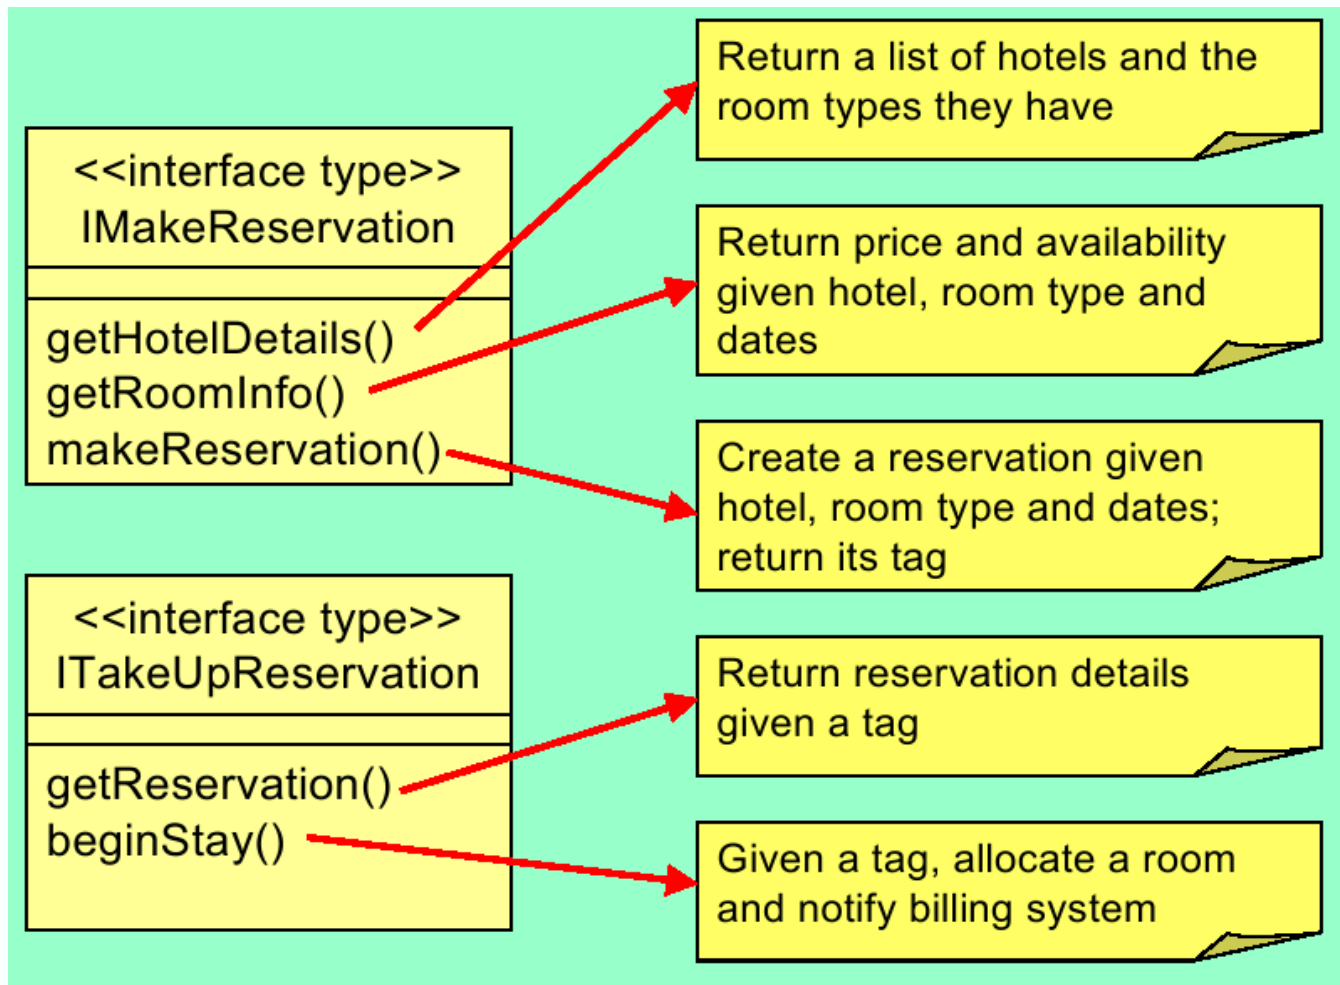 <<interface type>>
IMakeReservation
getHotelDetails()
getRoomInfo()
makeReservation()
Return a list of hotels and the
room types they have
Return price and availability
given hotel, room type and
dates
Create a reservation given
hotel, room type and dates;
return its tag
<<interface type>>
ITakeUpReservation
getReservation()
beginStay()
Return reservation details
given a tag
Given a tag, allocate a room
and notify billing system